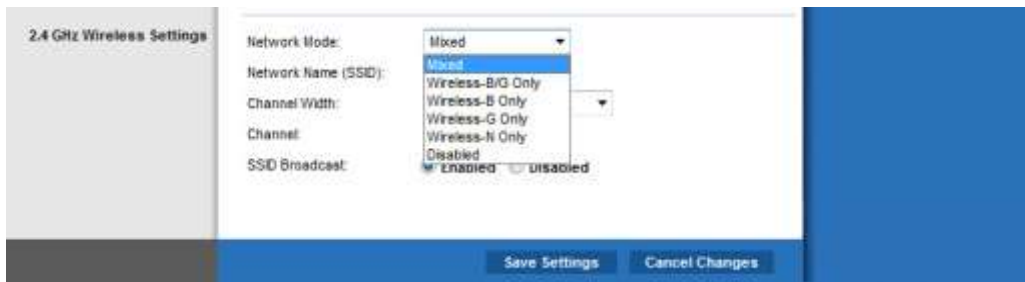 2.4 GHz Wireless Settings
Network Mode:
Mixed
Mixed
Network Name (SSID):
Wireless-B/G Only
Wireless-B Only
Channel Width:
Wireless-G Only
Channel:
Wireless-N Only
Disabled
SSID Broadcast:
Enabled Disabled
Save Settings Cancel Changes